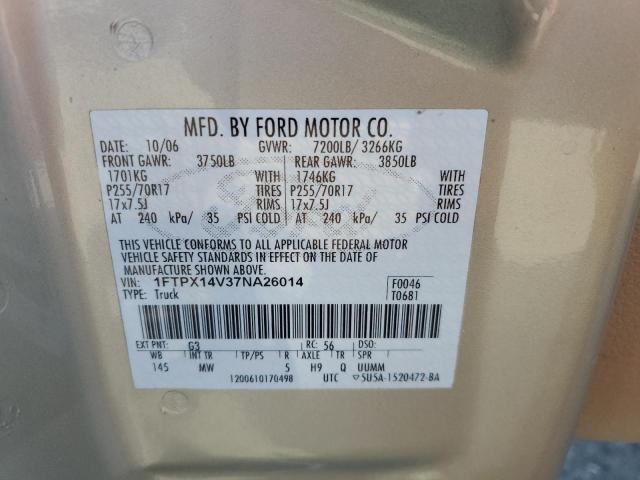 MFD. BY FORD MOTOR CO.
DATE: 10/06 GVWR: 7200LB/ 3266KG
FRONT GAWR: 3750LB REAR GAWR: 3850LB
1701KG WITH 1746KG WITH
P255/70R17 TIRES P255/70R17 TIRES
17x7.5J RIMS 17x7.5J RIMS
AT 240 kPa/ 35 PSI COLD AT 240 kPa/ 35 PSI COLD
THIS VEHICLE CONFORMS TO ALL APPLICABLE FEDERAL MOTOR
VEHICLE SAFETY STANDARDS IN EFFECT ON THE DATE OF
MANUFACTURE SHOWN ABOVE.
VIN: 1FTPX14V37NA26014 F0046
TYPE: Truck T0681
EXT PNT: G3 RC: 56 DSO:
WB INT TR TP/PS R AXLE TR SPR
145 MW 5 H9 Q UUMM
1200610170498 UTC 5U5A-1520472-BA